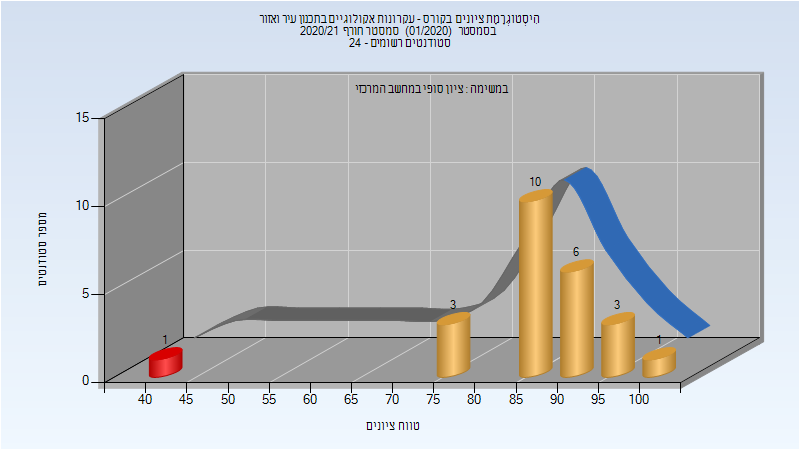 היסטוגרמת ציונים בקורס - עקרונות אקולוגיים בתכנון עיר ואזור
בסמסטר (01/2020) סמסטר חורף 2020/21
סטודנטים רשומים - 24
במשימה : ציון סופי במחשב המרכזי
מספר סטודנטים
15
10
5
0
1
3
10
6
3
1
40 45 50 55 60 65 70 75 80 85 90 95 100
טווח ציונים